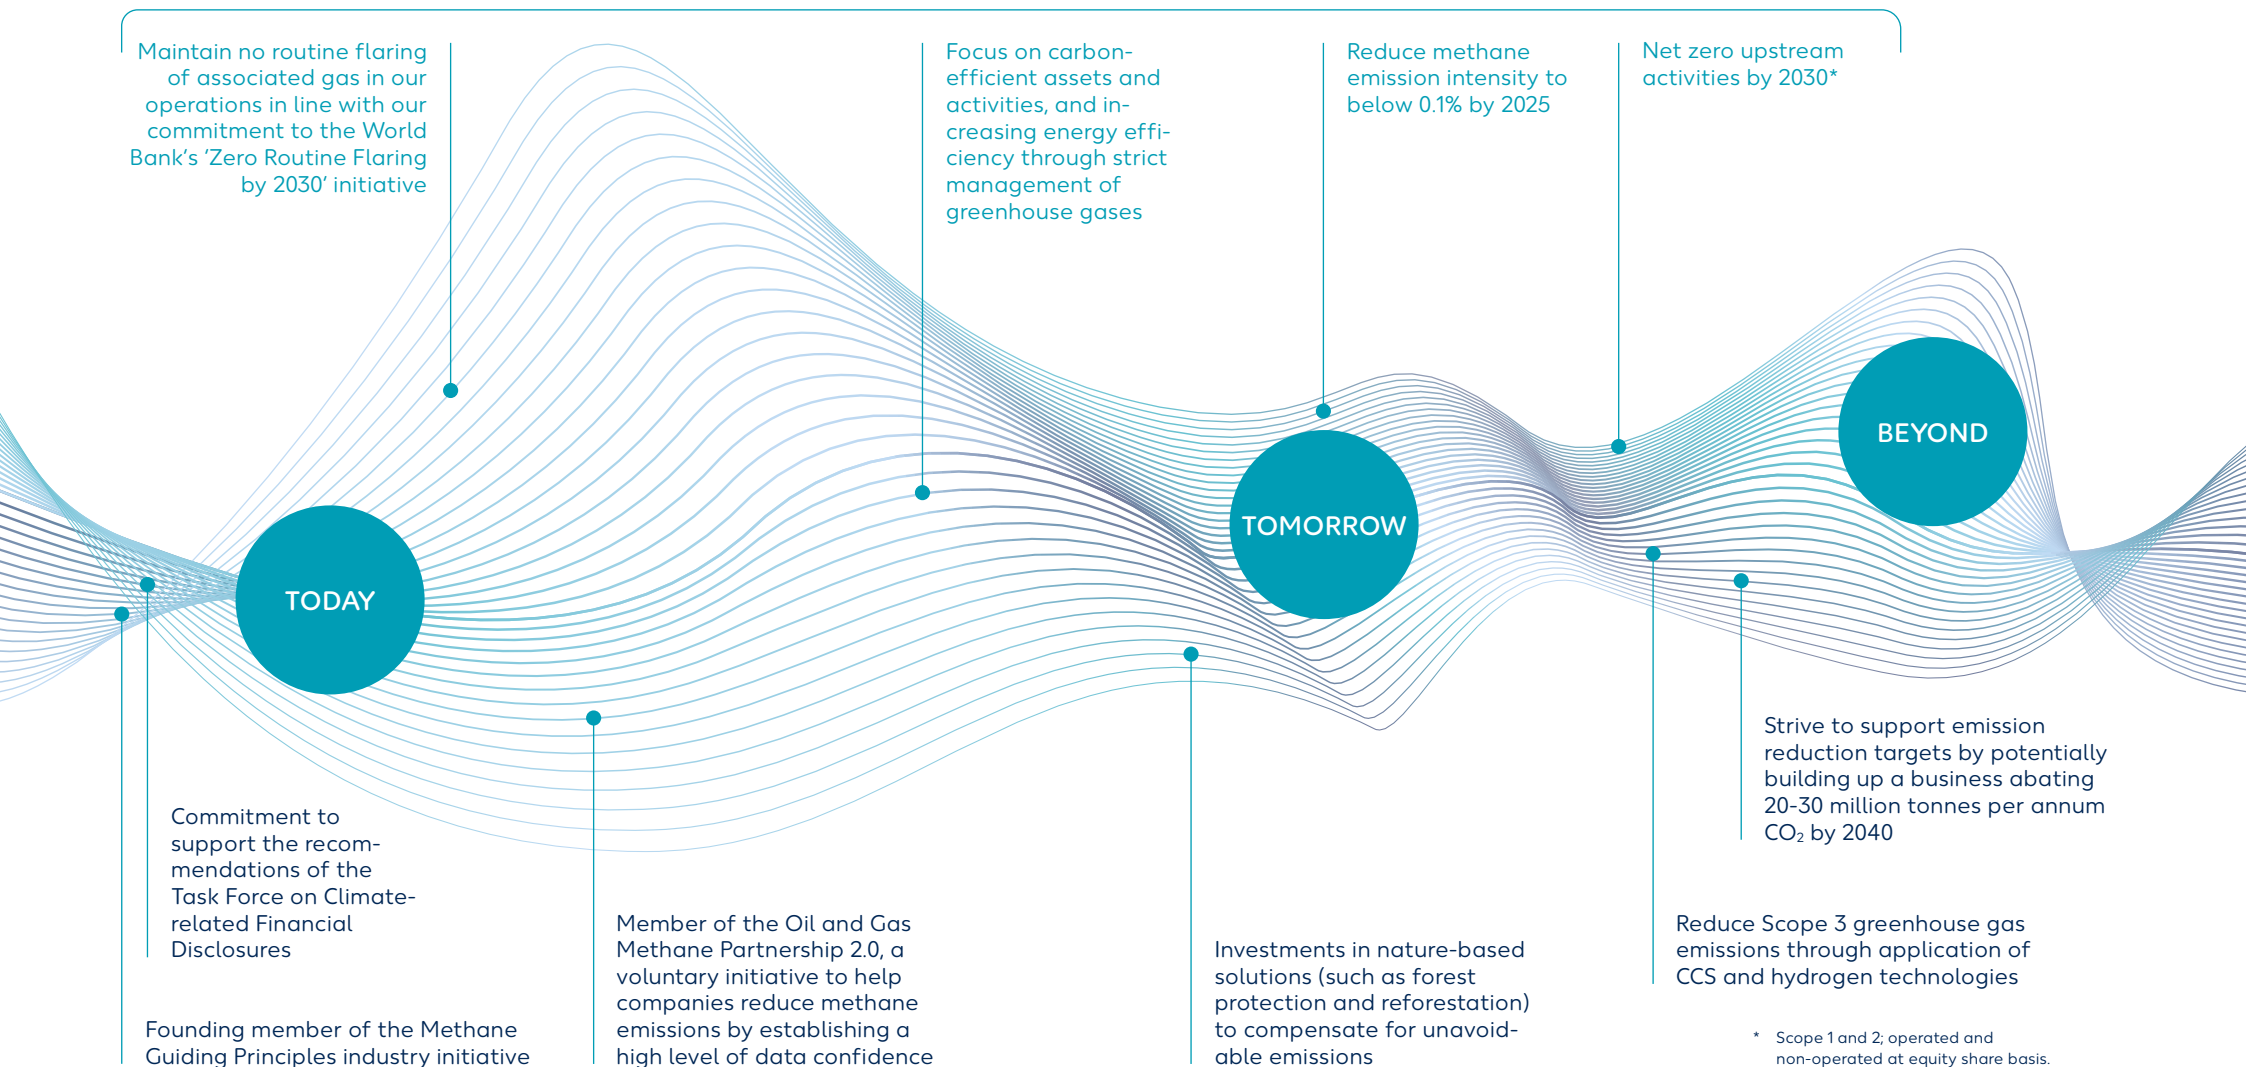 Maintain no routine flaring
of associated gas in our
operations in line with our
commitment to the World
Bank's ‘Zero Routine Flaring
by 2030’ initiative
Focus on carbon-
efficient assets and
activities, and in-
creasing energy effi-
ciency through strict
management of
greenhouse gases
Reduce methane
emission intensity to
below 0.1% by 2025
Net zero upstream
activities by 2030*
TODAY
TOMORROW
BEYOND
Commitment to
support the recom-
mendations of the
Task Force on Climate-
related Financial
Disclosures
Founding member of the Methane
Guiding Principles industry initiative
Member of the Oil and Gas
Methane Partnership 2.0, a
voluntary initiative to help
companies reduce methane
emissions by establishing a
high level of data confidence
Investments in nature-based
solutions (such as forest
protection and reforestation)
to compensate for unavoid-
able emissions
Strive to support emission
reduction targets by potentially
building up a business abating
20-30 million tonnes per annum
CO₂ by 2040
Reduce Scope 3 greenhouse gas
emissions through application of
CCS and hydrogen technologies
* Scope 1 and 2; operated and
non-operated at equity share basis.